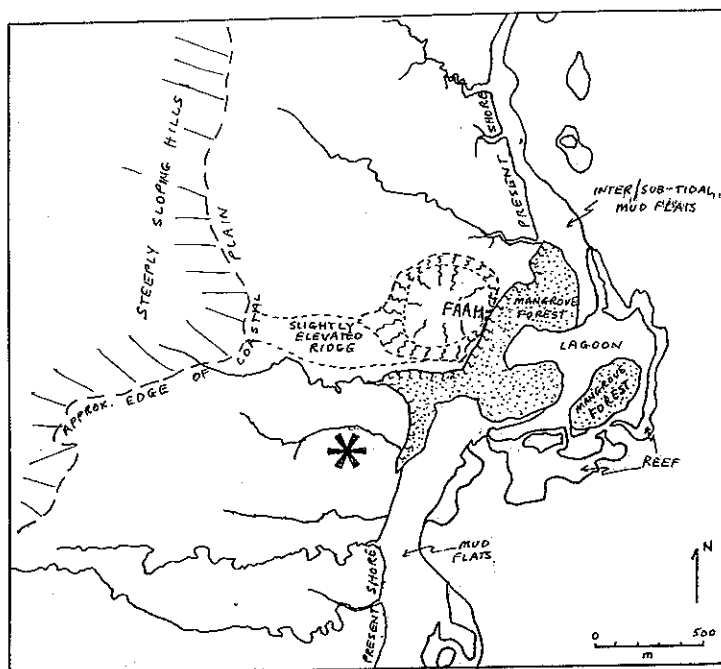 SHORE
PRESENT
INTER/SUB-TIDAL,
MUD FLATS
STEEPLY SLOPING HILLS
APPROX. EDGE OF COASTAL PLAIN
SLIGHTLY
ELEVATED
RIDGE
FAAH
MANGROVE
FOREST
LAGOON
MANGROVE
FOREST
REEF
MUD
FLATS
PRESENT SHORE
N
0 500
m